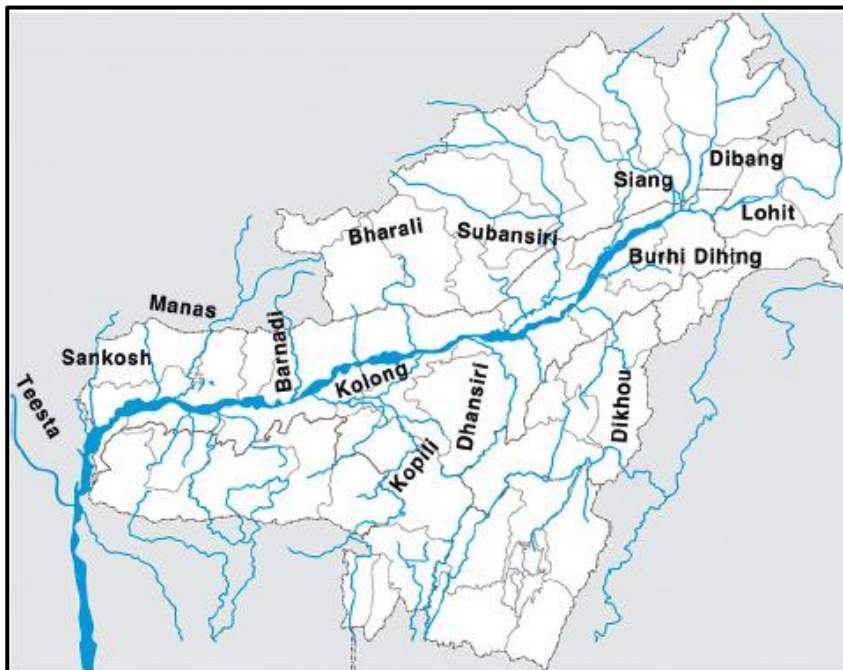 Dibang
Siang
Lohit
Bharali
Subansiri
Burhi Dihing
Manas
Barnadi
Sankosh
Kolong
Teesta
Dhansiri
Dikhou
Kopili